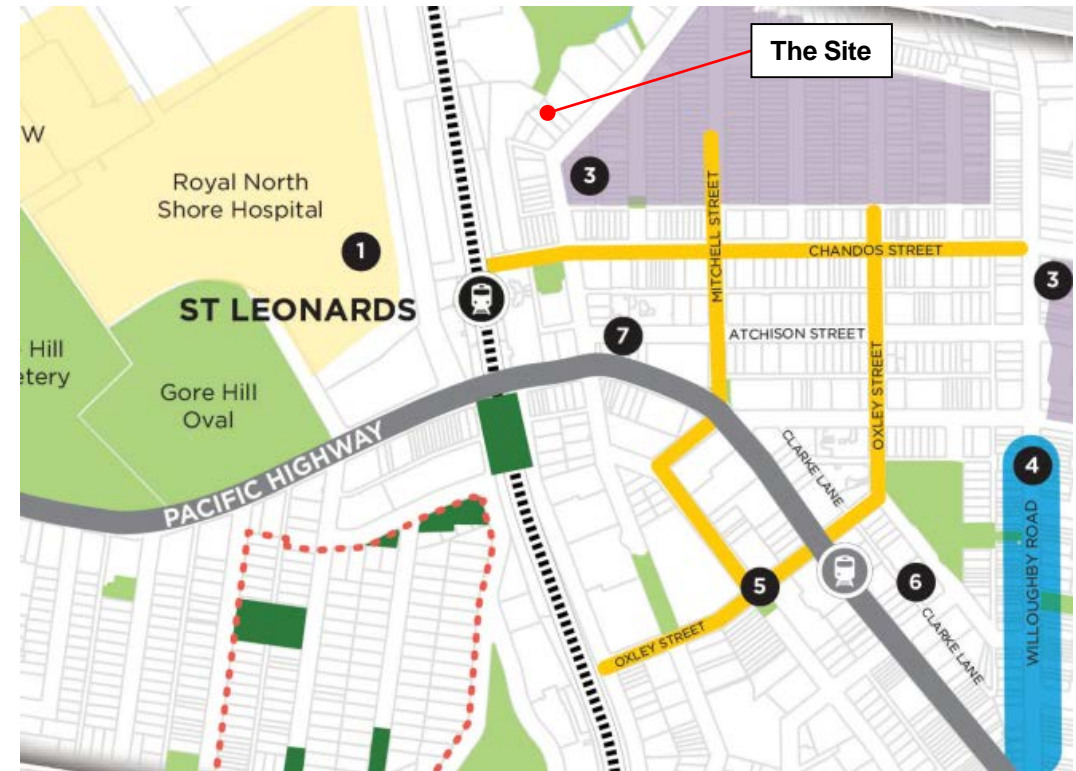 The Site
W
Royal North
Shore Hospital
3
1
MITCHELL STREET
CHANDOS STREET
3
ST LEONARDS
7
ATCHISON STREET
Hill
etery
Gore Hill
Oval
OXLEY STREET
PACIFIC HIGHWAY
CLARKE LANE
4
WILLOUGHBY ROAD
5
6
OXLEY STREET
CLARKE LANE